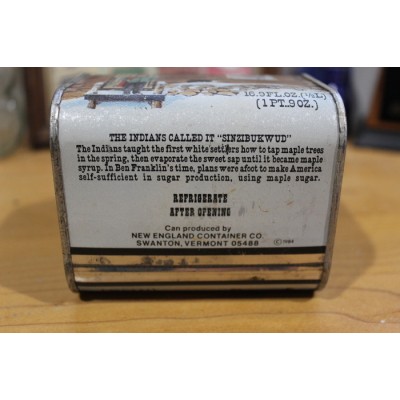 16.9 FL.OZ. (½L)
(1 PT..9 OZ.)
THE INDIANS CALLED IT "SINZIBUKWUD"
The Indians taught the first white settlers how to tap maple trees
in the spring, then evaporate the sweet sap until it became maple
syrup. In Ben Franklin's time, plans were afoot to make America
self-sufficient in sugar production, using maple sugar.
REFRIGERATE
AFTER OPENING
Can produced by
NEW ENGLAND CONTAINER CO.
SWANTON, VERMONT 05488
© 1984